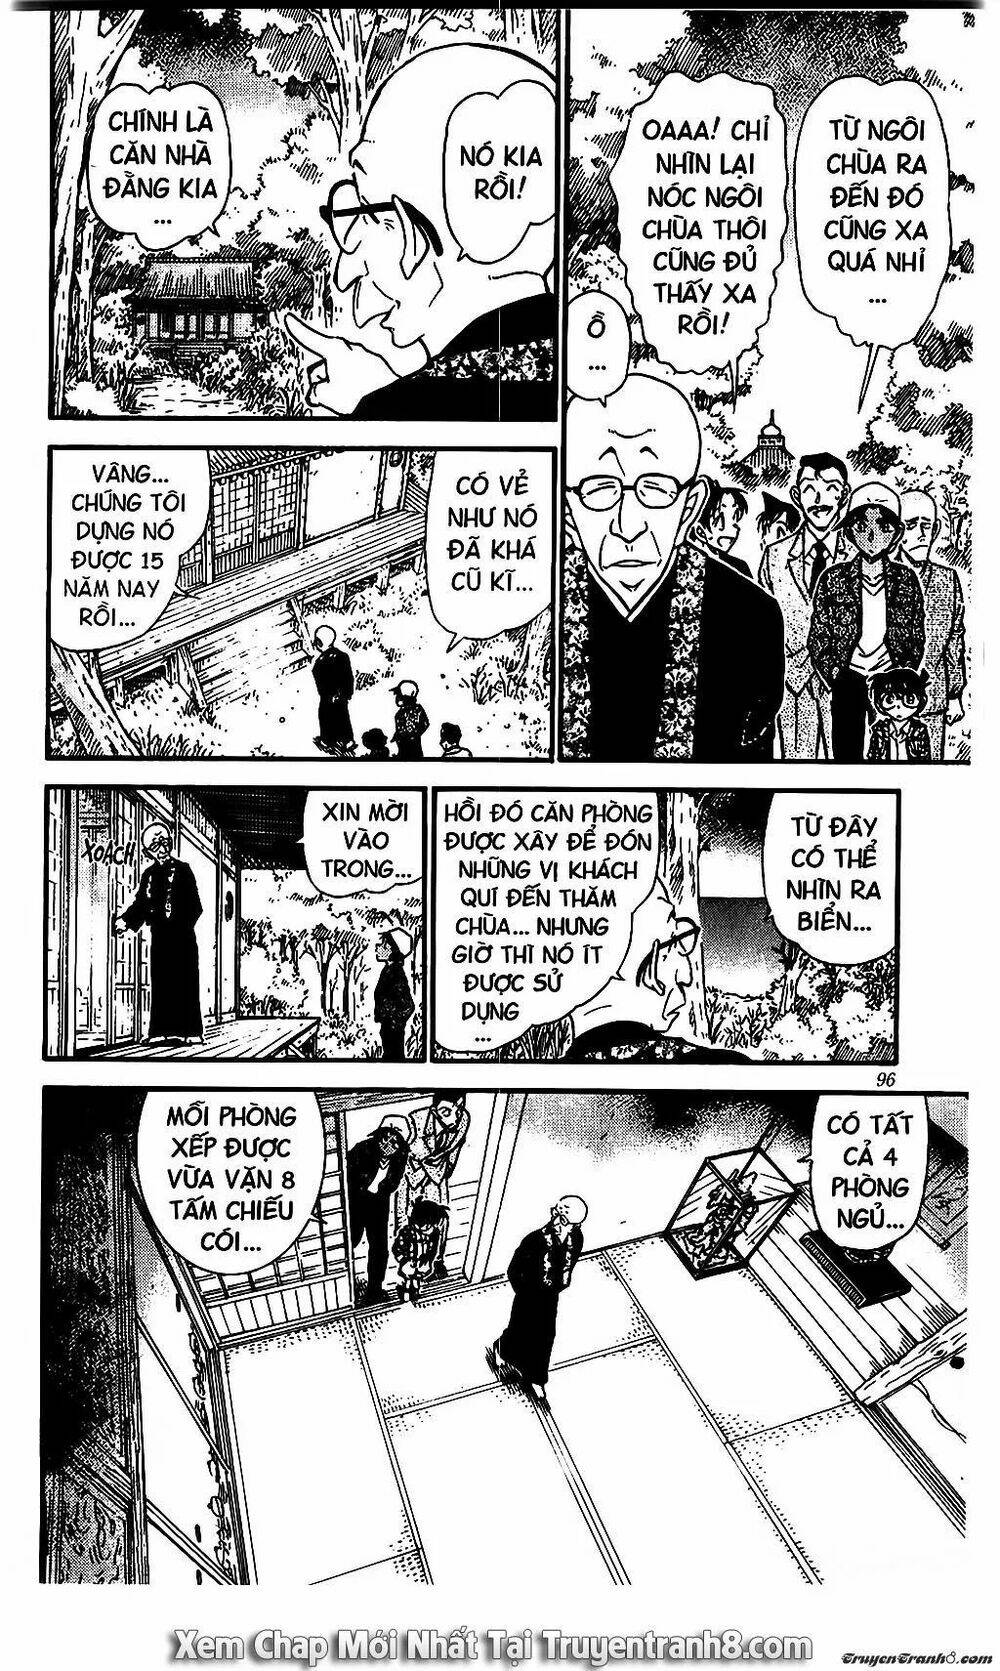 TỪ NGÔI
CHÙA RA
ĐẾN ĐÓ
CŨNG XA
QUÁ NHỈ
...
OAAA! CHỈ
NHÌN LẠI
NÓC NGÔI
CHÙA THÔI
CŨNG ĐỦ
THẤY XA
RỒI!
Ồ
...
NÓ KIA
RỒI!
CHÍNH LÀ
CĂN NHÀ
ĐẰNG KIA
...
CÓ VẺ
NHƯ NÓ
ĐÃ KHÁ
CŨ KĨ...
VÂNG...
CHÚNG TÔI
DỰNG NÓ
ĐƯỢC 15
NĂM NAY
RỒI...
TỪ ĐÂY
CÓ THỂ
NHÌN RA
BIỂN...
HỒI ĐÓ CĂN PHÒNG
ĐƯỢC XÂY ĐỂ ĐÓN
NHỮNG VỊ KHÁCH
QUÍ ĐẾN THĂM
CHÙA... NHƯNG
GIỜ THÌ NÓ ÍT
ĐƯỢC SỬ
DỤNG
...
XIN MỜI
VÀO
TRONG...
XOẠCH
96
CÓ TẤT
CẢ 4
PHÒNG
NGỦ...
MỖI PHÒNG
XẾP ĐƯỢC
VỪA VẶN 8
TẤM CHIẾU
CÓI...
Xem Chap Mới Nhất Tại Truyentranh8.com
TruyenTranh8.com